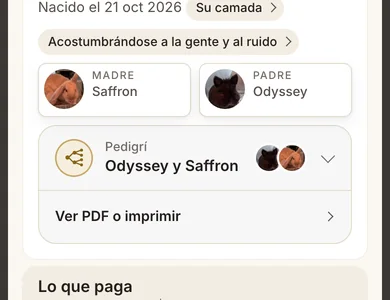 Nacido el 21 oct 2026 Su camada
Acostumbrándose a la gente y al ruido
MADRE
Saffron
PADRE
Odyssey
Pedigrí
Odyssey y Saffron
Ver PDF o imprimir
Lo que paga